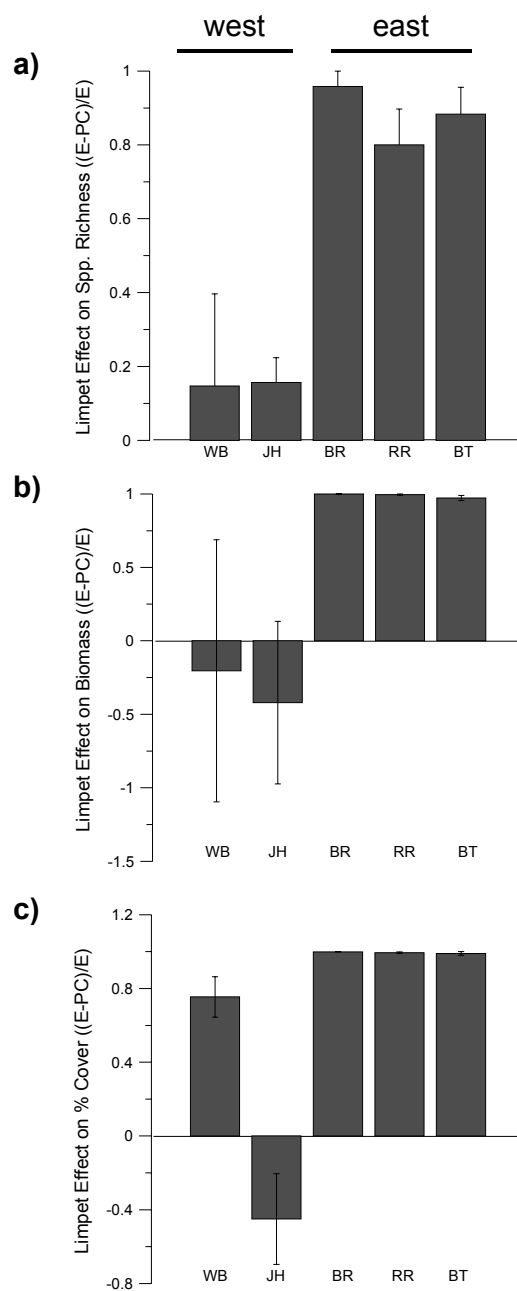 west east
a)
Limpet Effect on Spp. Richness ((E-PC)/E)
1
0.8
0.6
0.4
0.2
0
WB JH BR RR BT
b)
Limpet Effect on Biomass ((E-PC)/E)
1
0.5
0
-0.5
-1
-1.5
WB JH BR RR BT
c)
Limpet Effect on % Cover ((E-PC)/E)
1.2
0.8
0.4
0
-0.4
-0.8
WB JH BR RR BT